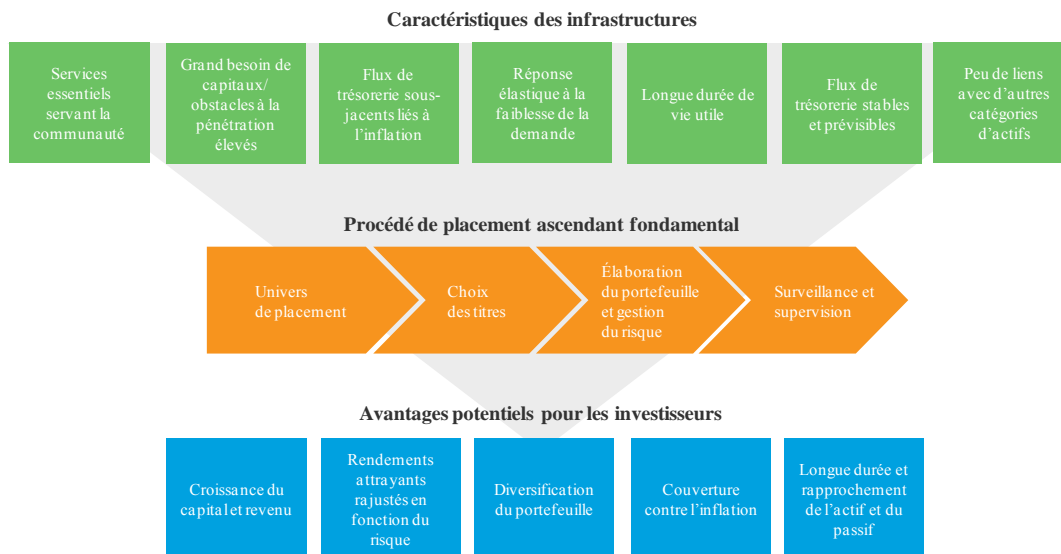 Caractéristiques des infrastructures
Services
essentiels
servant la
communauté
Grand besoin de
capitaux/
obstacles à la
pénétration
élevés
Flux de
trésorerie sous-
jacents liés à
l’inflation
Réponse
élastique à la
faiblesse de la
demande
Longue durée de
vie utile
Flux de
trésorerie stables
et prévisibles
Peu de liens
avec d’autres
catégories
d’actifs
Procédé de placement ascendant fondamental
Univers
de placement
Choix
des titres
Élaboration
du portefeuille
et gestion
du risque
Surveillance et
supervision
Avantages potentiels pour les investisseurs
Croissance du
capital et revenu
Rendements
attrayants
rajustés en
fonction du
risque
Diversification
du portefeuille
Couverture
contre l’inflation
Longue durée et
rapprochement
de l’actif et du
passif